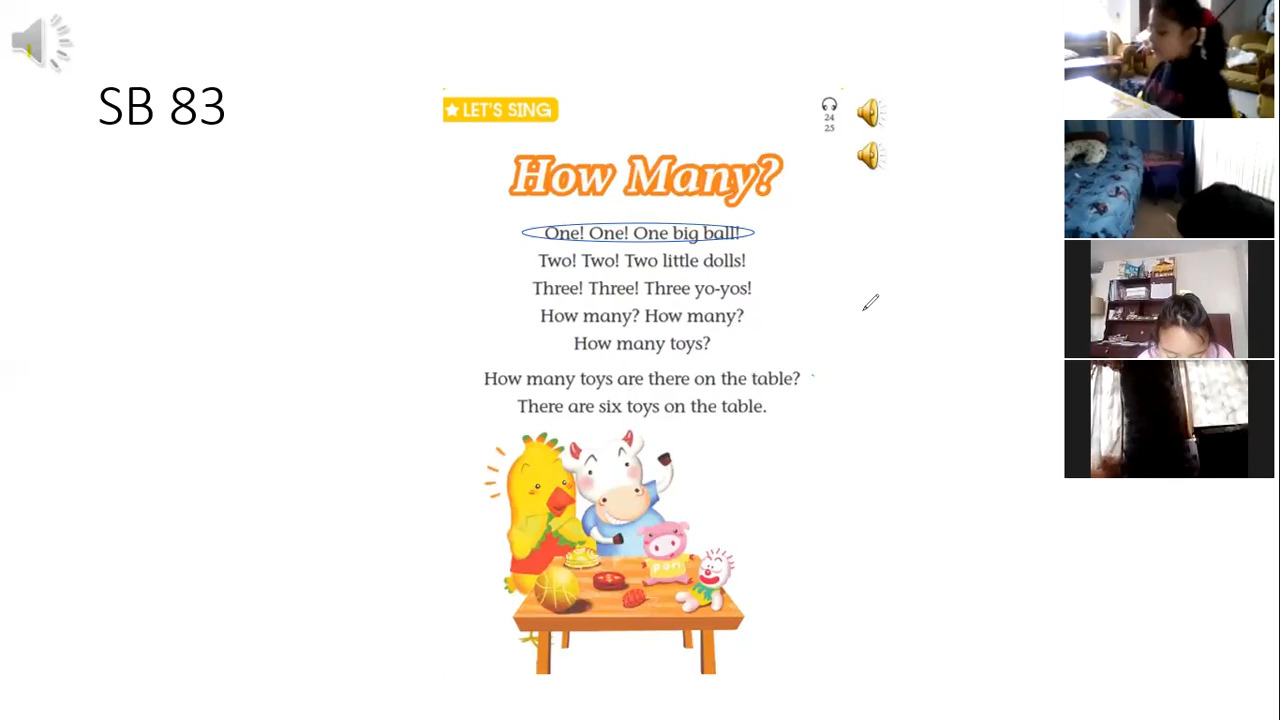 SB 83
LET'S SING
24
25
How Many?
One! One! One big ball!
Two! Two! Two little dolls!
Three! Three! Three yo-yos!
How many? How many?
How many toys?
How many toys are there on the table?
There are six toys on the table.
pori